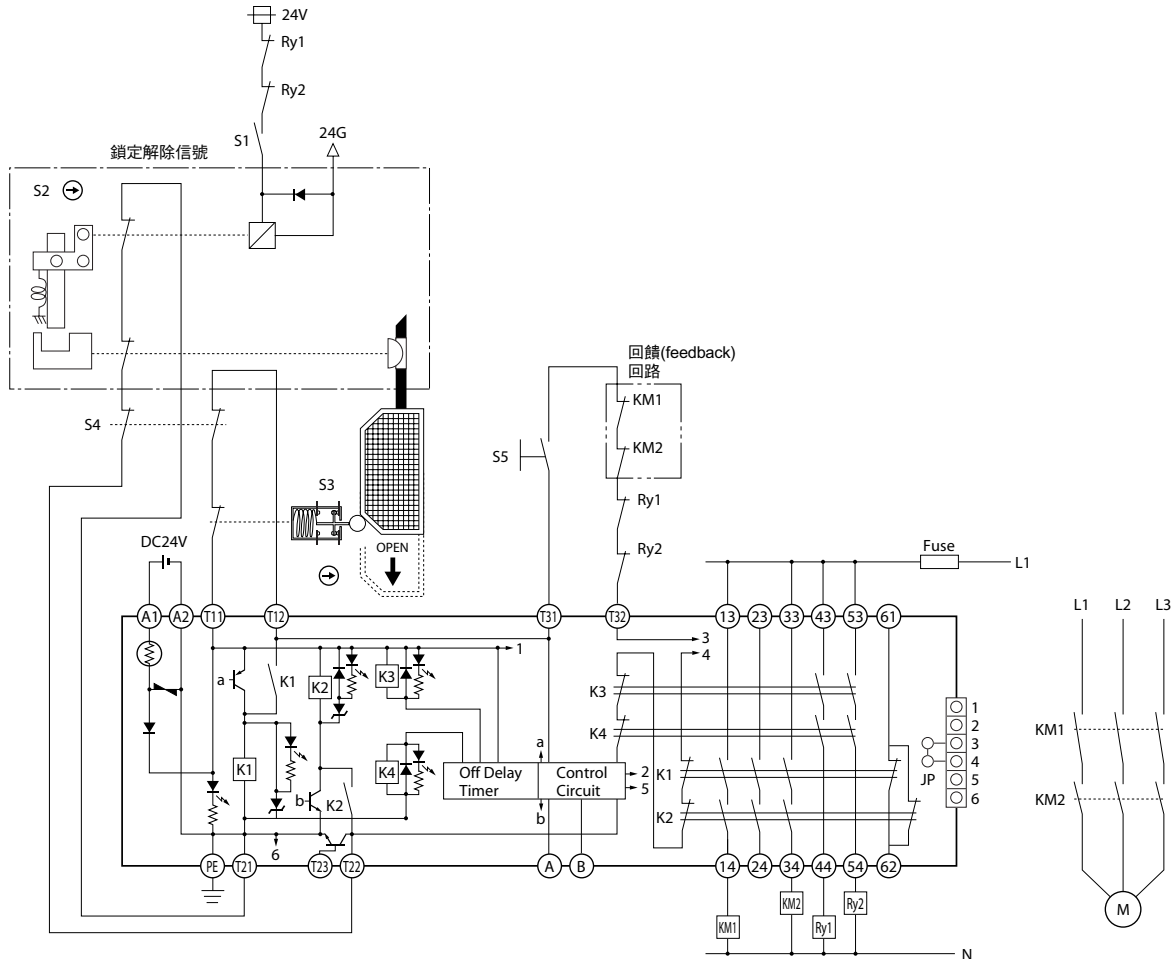 24V
Ry1
Ry2
S1
24G
鎖定解除信號
S2
回饋(feedback)
回路
KM1
KM2
S4
S5
S3
Ry1
Ry2
OPEN
DC24V
Fuse
L1
A1 A2 T11 T12 T31 T32 13 23 33 43 53 61
L1 L2 L3
1
3
4
a
K1
K2
K3
K3
K4
1
2
3
4
5
6
JP
KM1
KM2
K1
K4
a
Off Delay
Timer
Control
Circuit
2
5
K1
K2
b
K2
b
6
PE T21 T23 T22 A B 14 24 34 44 54 62
KM1
KM2
Ry1
Ry2
M
N